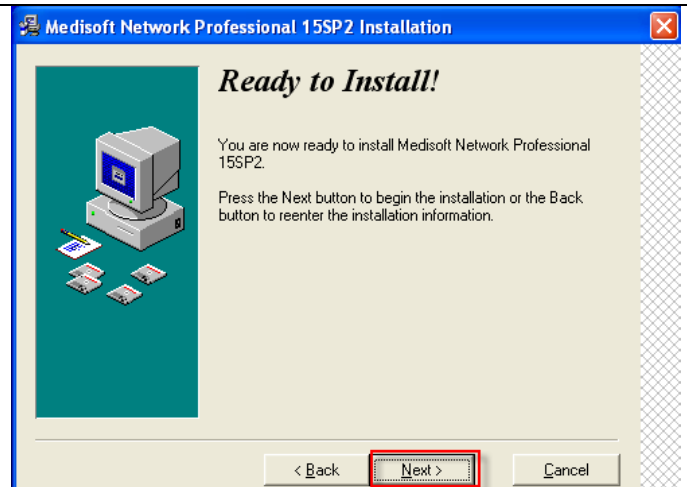 Medisoft Network Professional 15SP2 Installation
Ready to Install!
You are now ready to install Medisoft Network Professional
15SP2.
Press the Next button to begin the installation or the Back
button to reenter the installation information.
< Back Next > Cancel